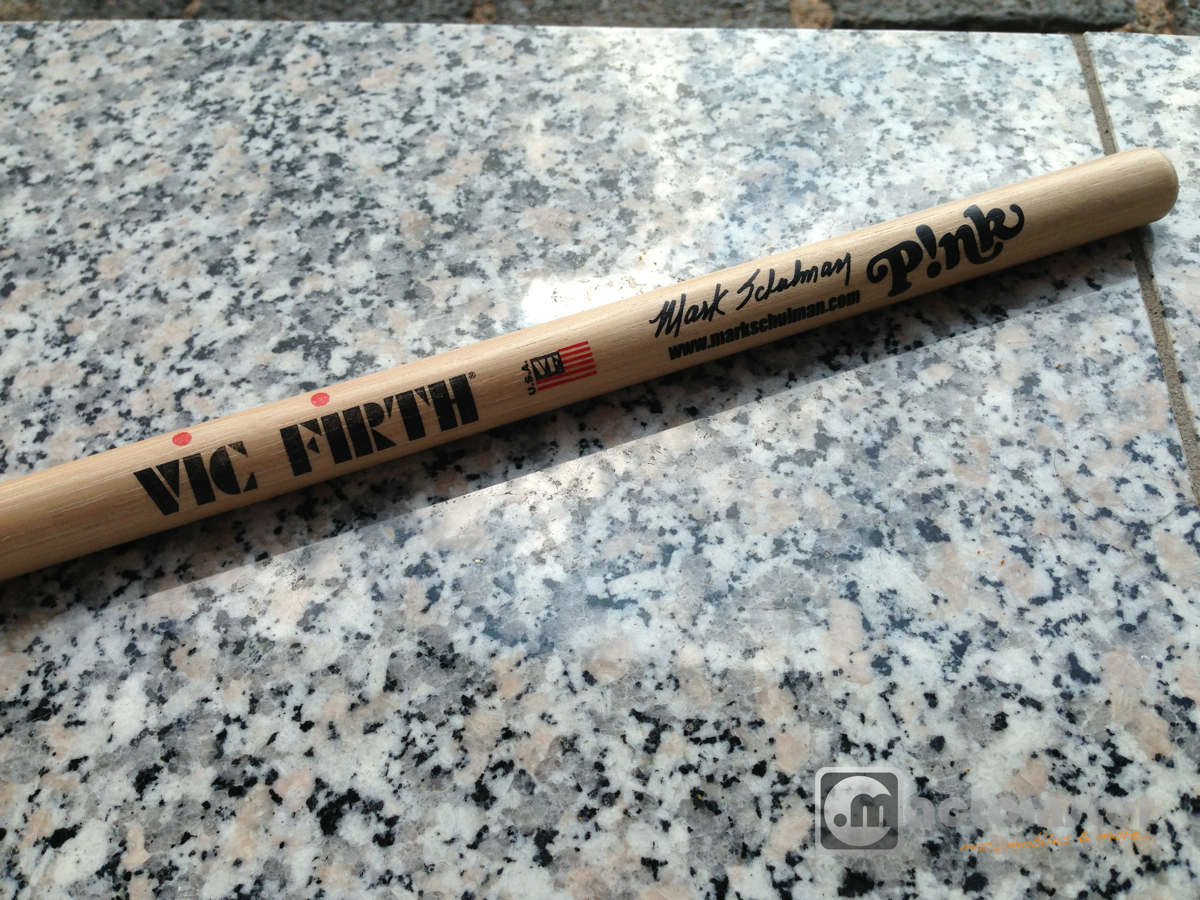 VIC FIRTH®
U.S.A.
VF
Mark Schulman
www.markschulman.com
P!nk
.m